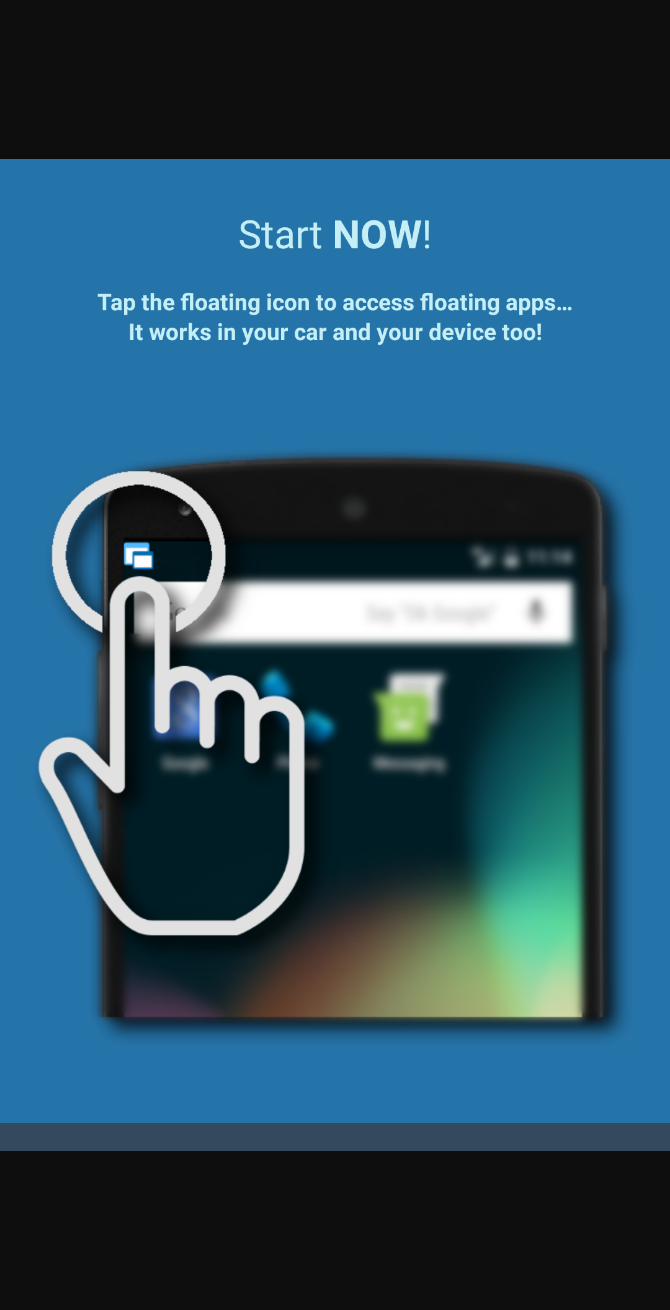 Start NOW!
Tap the floating icon to access floating apps...
It works in your car and your device too!
Say "Ok Google"
Google
Messaging